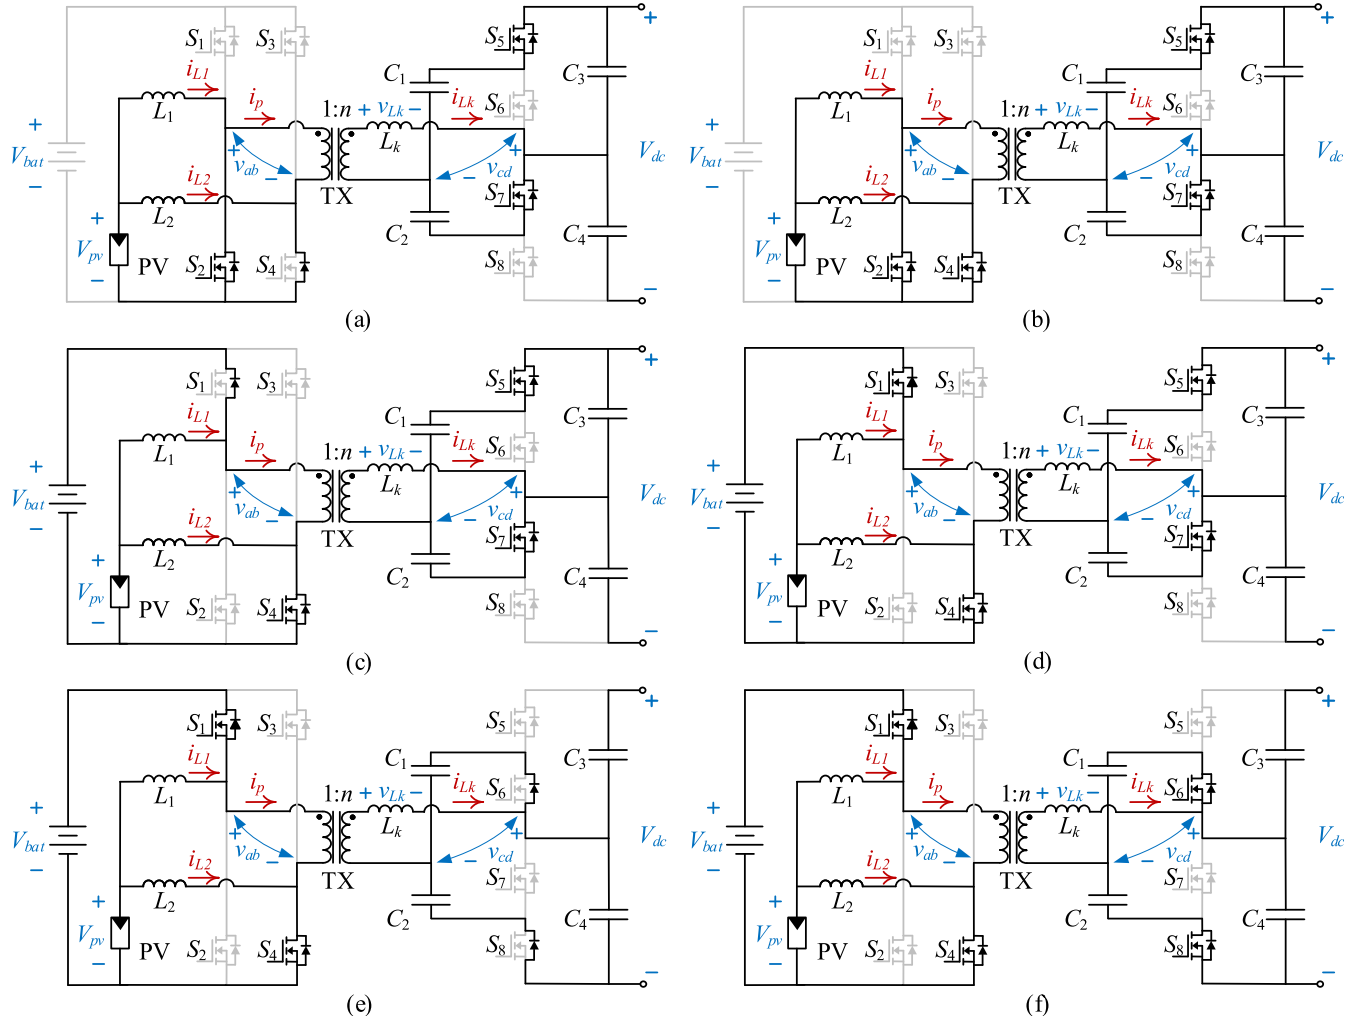 S1 S3 S5 C1 C3 + iL1 ip 1:n + vLk − iLk S6 L1 Lk + Vbat − + vab − iL2 TX + vcd − S7 Vdc L2 + Vpv − PV S2 S4 C2 C4 S8 −
(a)
S1 S3 S5 C1 C3 + iL1 ip 1:n + vLk − iLk S6 L1 Lk + Vbat − + vab − iL2 TX + vcd − S7 Vdc L2 + Vpv − PV S2 S4 C2 C4 S8 −
(b)
S1 S3 S5 C1 C3 + iL1 ip 1:n + vLk − iLk S6 L1 Lk + Vbat − + vab − iL2 TX + vcd − S7 Vdc L2 + Vpv − PV S2 S4 C2 C4 S8 −
(c)
S1 S3 S5 C1 C3 + iL1 ip 1:n + vLk − iLk S6 L1 Lk + Vbat − + vab − iL2 TX + vcd − S7 Vdc L2 + Vpv − PV S2 S4 C2 C4 S8 −
(d)
S1 S3 S5 C1 C3 + iL1 ip 1:n + vLk − iLk S6 L1 Lk + Vbat − + vab − iL2 TX + vcd − S7 Vdc L2 + Vpv − PV S2 S4 C2 C4 S8 −
(e)
S1 S3 S5 C1 C3 + iL1 ip 1:n + vLk − iLk S6 L1 Lk + Vbat − + vab − iL2 TX + vcd − S7 Vdc L2 + Vpv − PV S2 S4 C2 C4 S8 −
(f)